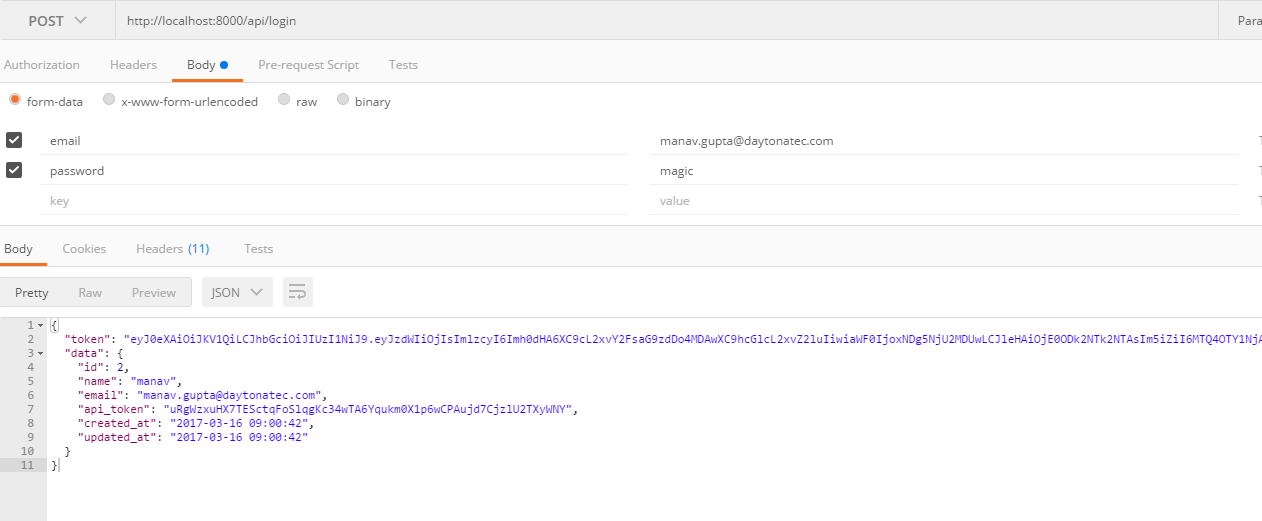 POST http://localhost:8000/api/login Para
Authorization Headers Body Pre-request Script Tests
form-data x-www-form-urlencoded raw binary
email manav.gupta@daytonatec.com
password magic
key value
Body Cookies Headers (11) Tests
Pretty Raw Preview JSON
1 {
2 "token": "eyJ0eXAiOiJKV1QiLCJhbGciOiJIUzI1NiJ9.eyJzdWIiOjIsImlzcyI6Imh0dHA6XC9cL2xvY2FsaG9zdDo4MDAwXC9hcGlcL2xvZ2luIiwiaWF0IjoxNDg5NjU2MDUwLCJleHAiOjE0ODk2NTk2NTAsIm5iZiI6MTQ4OTY1NjA
3 "data": {
4 "id": 2,
5 "name": "manav",
6 "email": "manav.gupta@daytonatec.com",
7 "api_token": "uRgWzxuHX7TESctqFoSlqgKc34wTA6Yqukm0X1p6wCPAujd7CjzlU2TXyWNY",
8 "created_at": "2017-03-16 09:00:42",
9 "updated_at": "2017-03-16 09:00:42"
10 }
11 }